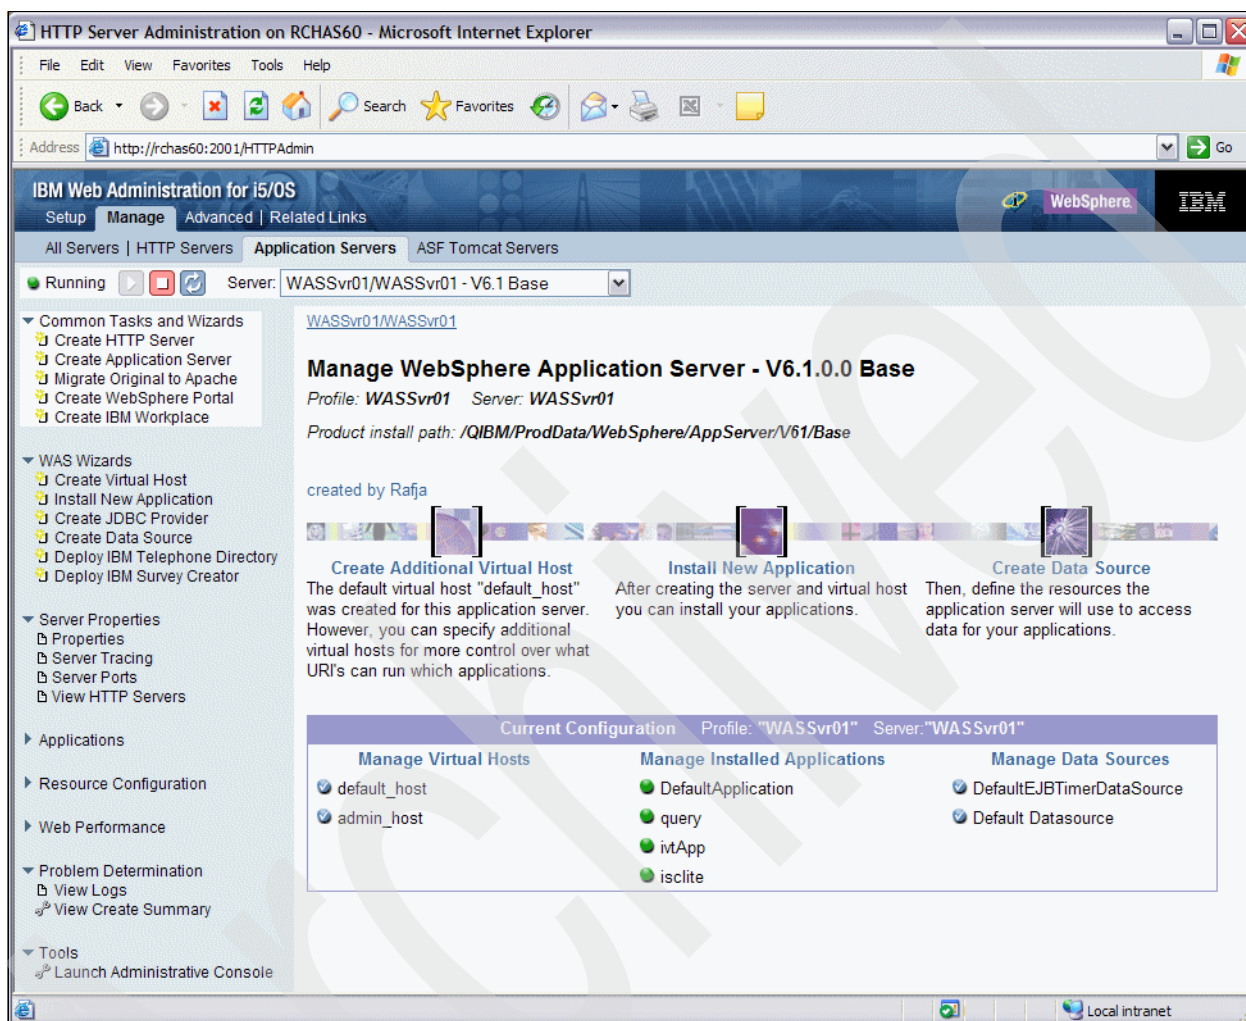 HTTP Server Administration on RCHAS60 - Microsoft Internet Explorer
File Edit View Favorites Tools Help
Back Search Favorites
Address http://rchas60:2001/HTTPAdmin Go
IBM Web Administration for i5/OS
WebSphere. IBM
Setup Manage Advanced | Related Links
All Servers | HTTP Servers Application Servers ASF Tomcat Servers
Running Server: WASSvr01/WASSvr01 - V6.1 Base
Common Tasks and Wizards
Create HTTP Server
Create Application Server
Migrate Original to Apache
Create WebSphere Portal
Create IBM Workplace
WAS Wizards
Create Virtual Host
Install New Application
Create JDBC Provider
Create Data Source
Deploy IBM Telephone Directory
Deploy IBM Survey Creator
Server Properties
Properties
Server Tracing
Server Ports
View HTTP Servers
Applications
Resource Configuration
Web Performance
Problem Determination
View Logs
View Create Summary
Tools
Launch Administrative Console
WASSvr01/WASSvr01
Manage WebSphere Application Server - V6.1.0.0 Base
Profile: WASSvr01 Server: WASSvr01
Product install path: /QIBM/ProdData/WebSphere/AppServer/V61/Base
created by Rafja
Create Additional Virtual Host
The default virtual host "default_host"
was created for this application server.
However, you can specify additional
virtual hosts for more control over what
URI's can run which applications.
Install New Application
After creating the server and virtual host
you can install your applications.
Create Data Source
Then, define the resources the
application server will use to access
data for your applications.
Current Configuration Profile: "WASSvr01" Server:"WASSvr01"
Manage Virtual Hosts
default_host
admin_host
Manage Installed Applications
DefaultApplication
query
ivtApp
isclite
Manage Data Sources
DefaultEJBTimerDataSource
Default Datasource
Local intranet